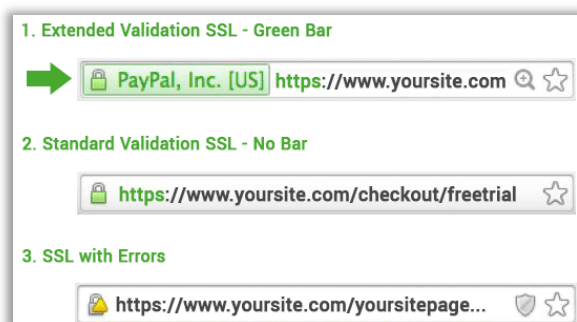 1. Extended Validation SSL - Green Bar
PayPal, Inc. [US] https://www.yoursite.com
2. Standard Validation SSL - No Bar
https://www.yoursite.com/checkout/freetrial
3. SSL with Errors
https://www.yoursite.com/yoursitepage...